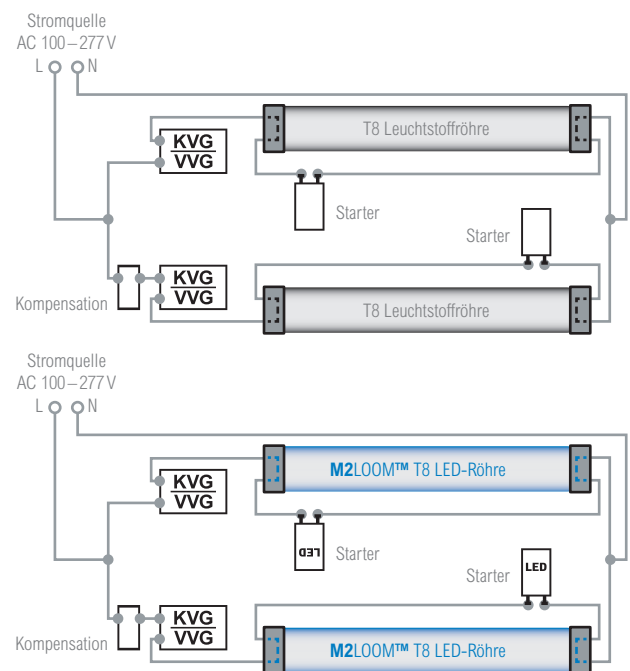 Stromquelle
AC 100–277 V
L N
KVG
VVG
T8 Leuchtstoffröhre
Starter
Starter
Kompensation
KVG
VVG
T8 Leuchtstoffröhre
Stromquelle
AC 100–277 V
L N
KVG
VVG
M2LOOM™ T8 LED-Röhre
LED
Starter
Starter
LED
Kompensation
KVG
VVG
M2LOOM™ T8 LED-Röhre